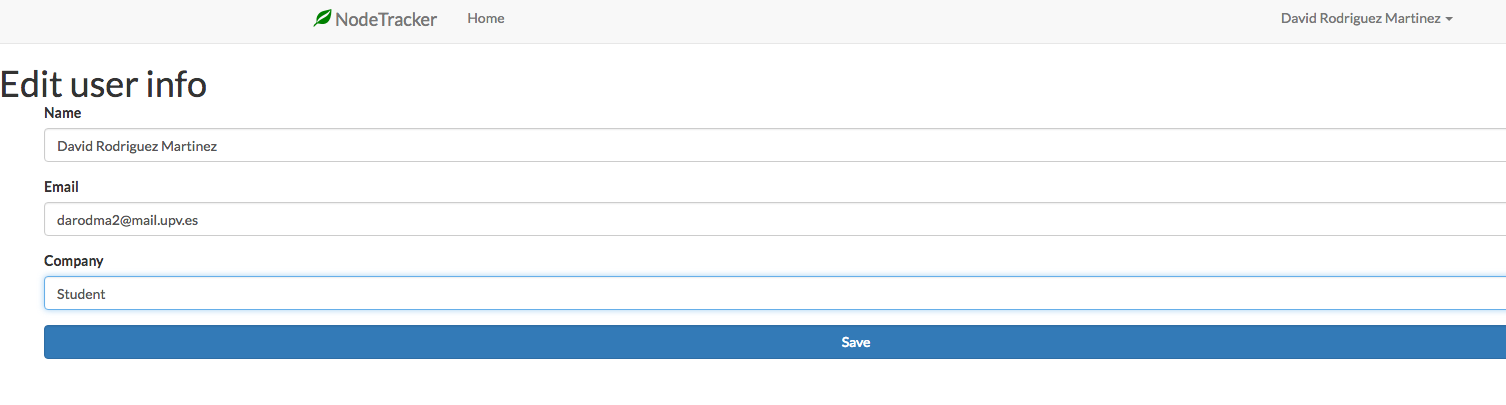 NodeTracker Home David Rodriguez Martinez
Edit user info
Name
David Rodriguez Martinez
Email
darodma2@mail.upv.es
Company
Student
Save